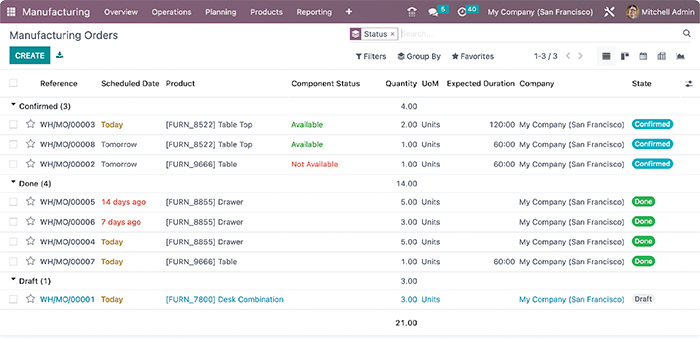 Manufacturing Overview Operations Planning Products Reporting + 5 40 My Company (San Francisco) Mitchell Admin
Manufacturing Orders Status × Search...
CREATE Filters Group By Favorites 1-3 / 3
Reference Scheduled Date Product Component Status Quantity UoM Expected Duration Company State
Confirmed (3) 4.00
WH/MO/00003 Today [FURN_8522] Table Top Available 2.00 Units 120:00 My Company (San Francisco) Confirmed
WH/MO/00008 Tomorrow [FURN_8522] Table Top Available 1.00 Units 60:00 My Company (San Francisco) Confirmed
WH/MO/00002 Tomorrow [FURN_9666] Table Not Available 1.00 Units 60:00 My Company (San Francisco) Confirmed
Done (4) 14.00
WH/MO/00005 14 days ago [FURN_8855] Drawer 5.00 Units My Company (San Francisco) Done
WH/MO/00006 7 days ago [FURN_8855] Drawer 3.00 Units My Company (San Francisco) Done
WH/MO/00004 Today [FURN_8855] Drawer 5.00 Units My Company (San Francisco) Done
WH/MO/00007 Today [FURN_9666] Table 1.00 Units 60:00 My Company (San Francisco) Done
Draft (1) 3.00
WH/MO/00001 Today [FURN_7800] Desk Combination 3.00 Units My Company (San Francisco) Draft
21.00